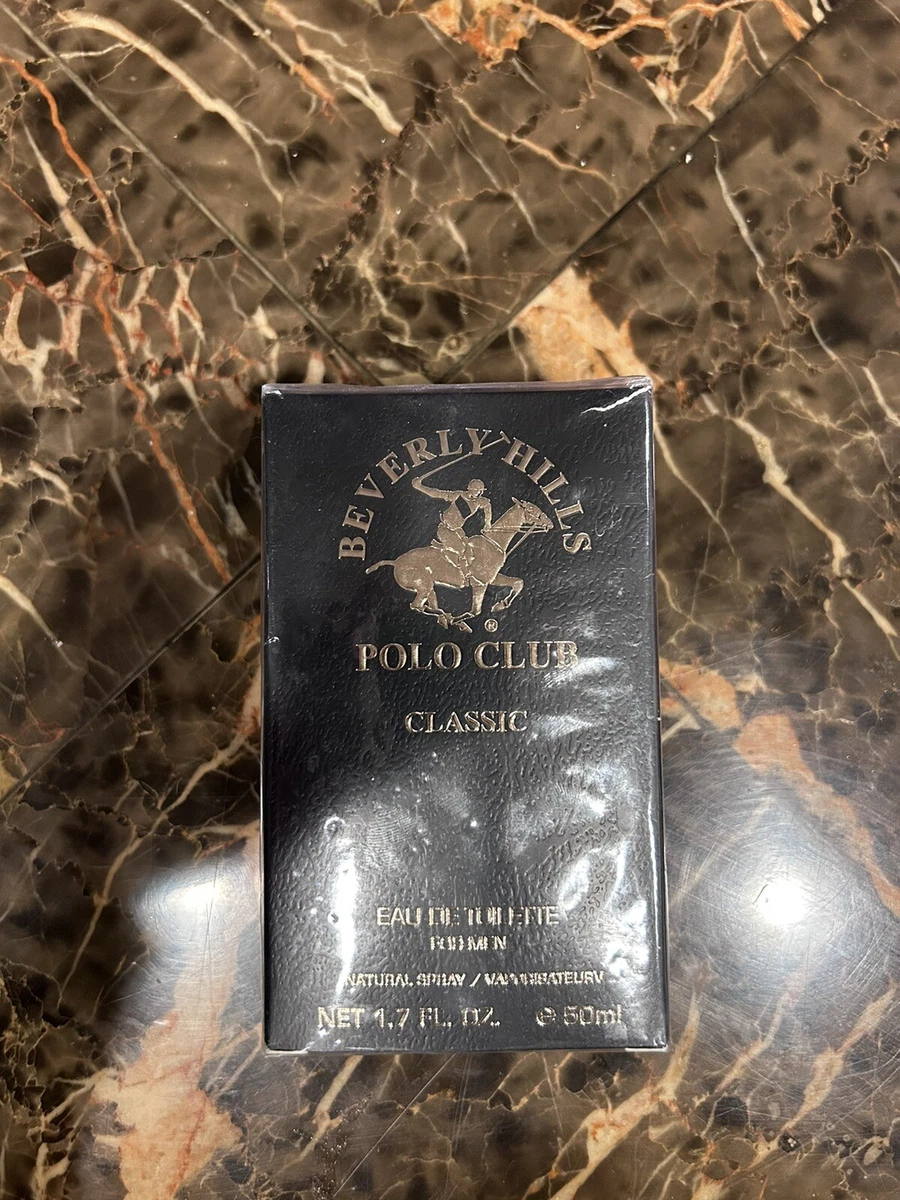 BEVERLY HILLS
®
POLO CLUB
CLASSIC
EAU DE TOILETTE
FOR MEN
NATURAL SPRAY /
NET 1.7 FL. OZ. ℮ 50ml